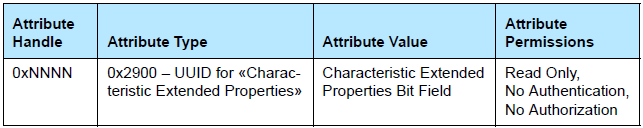 Attribute Handle
Attribute Type
Attribute Value
Attribute Permissions
0xNNNN
0x2900 – UUID for «Charac-
teristic Extended Properties»
Characteristic Extended
Properties Bit Field
Read Only,
No Authentication,
No Authorization